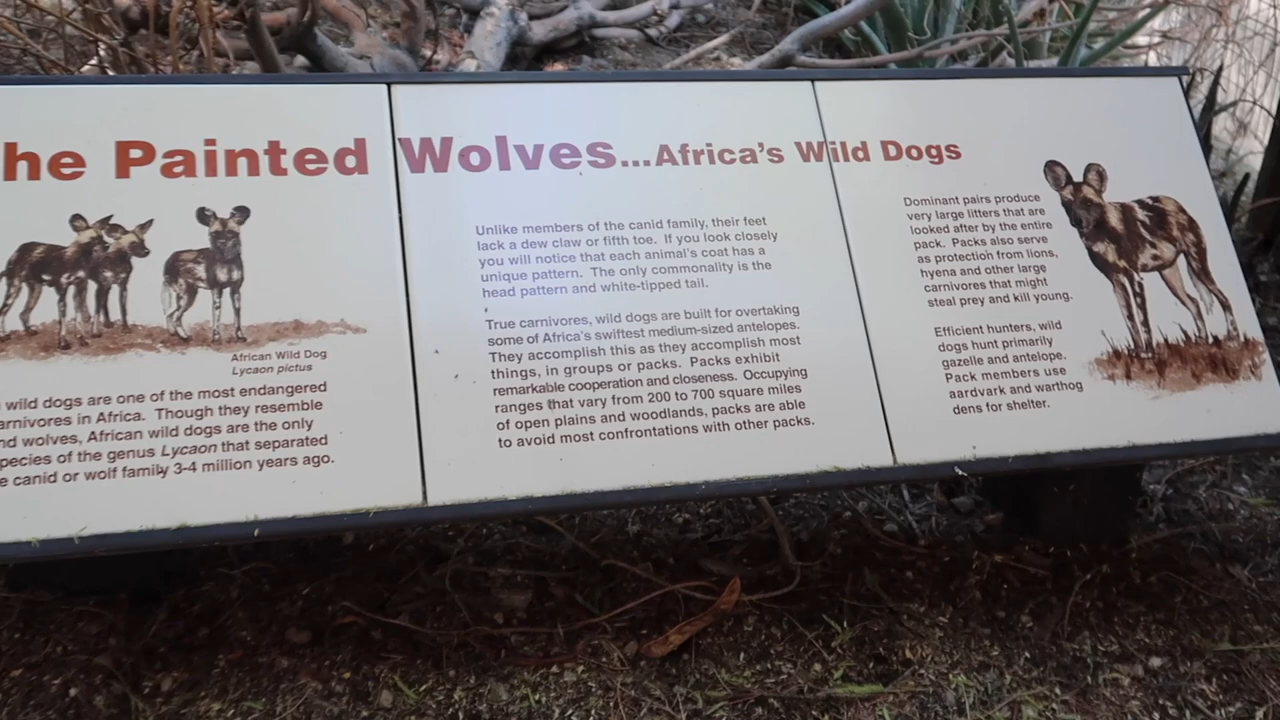 he Painted Wolves...Africa's Wild Dogs
African Wild Dog
Lycaon pictus
wild dogs are one of the most endangered
arnivores in Africa. Though they resemble
nd wolves, African wild dogs are the only
pecies of the genus Lycaon that separated
e canid or wolf family 3-4 million years ago.
Unlike members of the canid family, their feet
lack a dew claw or fifth toe. If you look closely
you will notice that each animal's coat has a
unique pattern. The only commonality is the
head pattern and white-tipped tail.
True carnivores, wild dogs are built for overtaking
some of Africa's swiftest medium-sized antelopes.
They accomplish this as they accomplish most
things, in groups or packs. Packs exhibit
remarkable cooperation and closeness. Occupying
ranges that vary from 200 to 700 square miles
of open plains and woodlands, packs are able
to avoid most confrontations with other packs.
Dominant pairs produce
very large litters that are
looked after by the entire
pack. Packs also serve
as protection from lions,
hyena and other large
carnivores that might
steal prey and kill young.
Efficient hunters, wild
dogs hunt primarily
gazelle and antelope.
Pack members use
aardvark and warthog
dens for shelter.